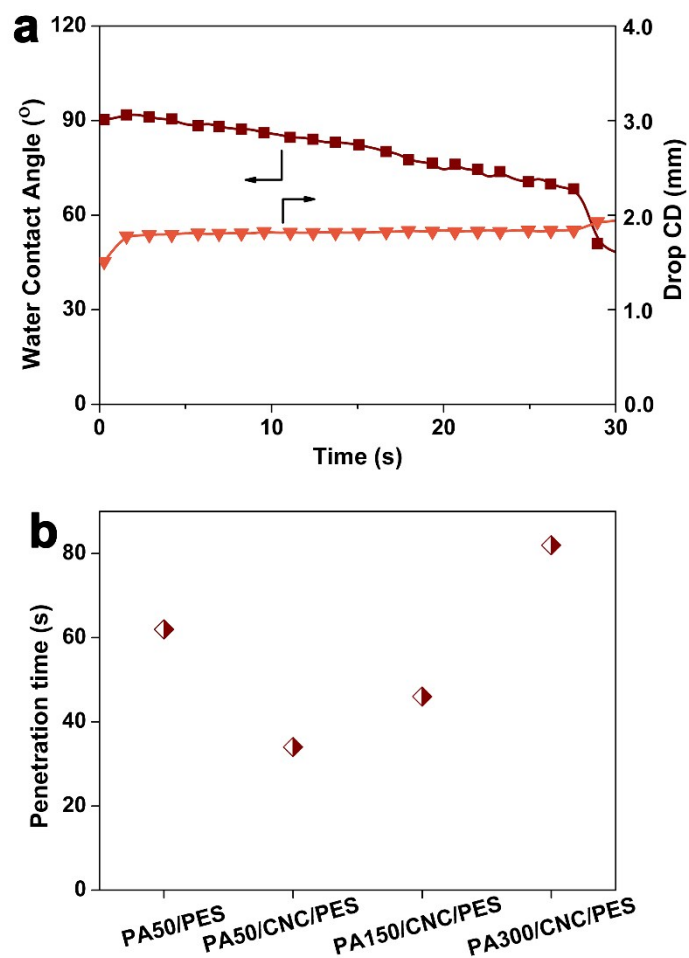 a
120
90
60
30
0
Water Contact Angle (O)
4.0
3.0
2.0
1.0
0.0
Drop CD (mm)
0 10 20 30
Time (s)
b
80
60
40
20
0
Penetration time (s)
PA50/PES
PA50/CNC/PES
PA150/CNC/PES
PA300/CNC/PES